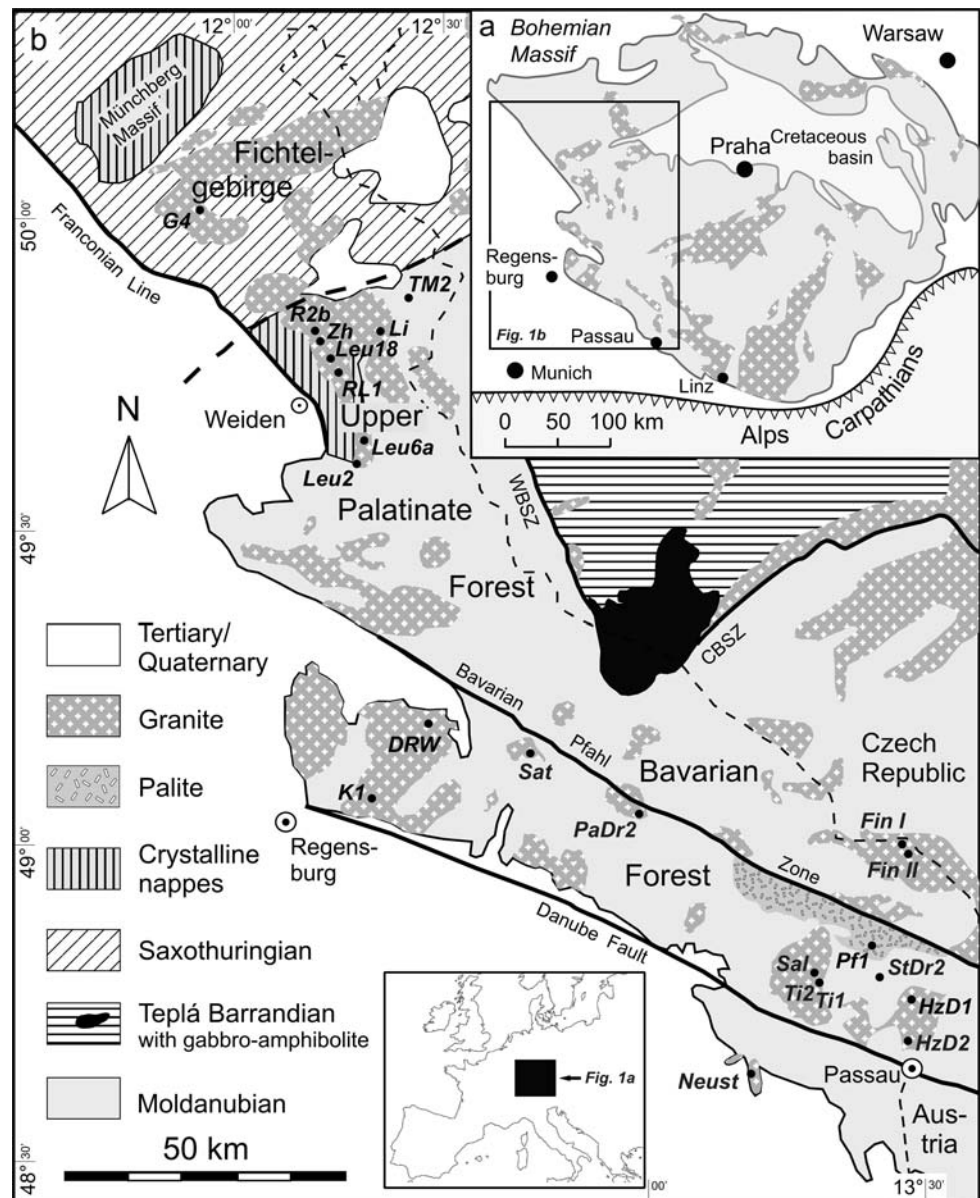 b
12° 00'
12° 30'
a
Bohemian
Massif
Warsaw
Münchberg
Massif
Fichtel-
gebirge
G4
50° 00'
Franconian Line
Praha
Cretaceous
basin
Regens-
burg
Fig. 1b
Passau
Linz
Munich
0 50 100 km
Alps
Carpathians
TM2
R2b
Zh
Li
Leu18
RL1
Weiden
N
Upper
Leu6a
Leu2
Palatinate
Forest
WBSZ
CBSZ
49° 30'
Tertiary/
Quaternary
Granite
Palite
Crystalline
nappes
Saxothuringian
Teplá Barrandian
with gabbro-amphibolite
Moldanubian
50 km
Bavarian
Pfahl
Zone
DRW
K1
Sat
PaDr2
Bavarian
Forest
Czech
Republic
Fin I
Fin II
49° 00'
Regens-
burg
Danube Fault
Pf1
Sal
StDr2
Ti2
Ti1
HzD1
HzD2
Neust
Passau
Aus-
tria
Fig. 1a
48° 30'
00'
13° 30'